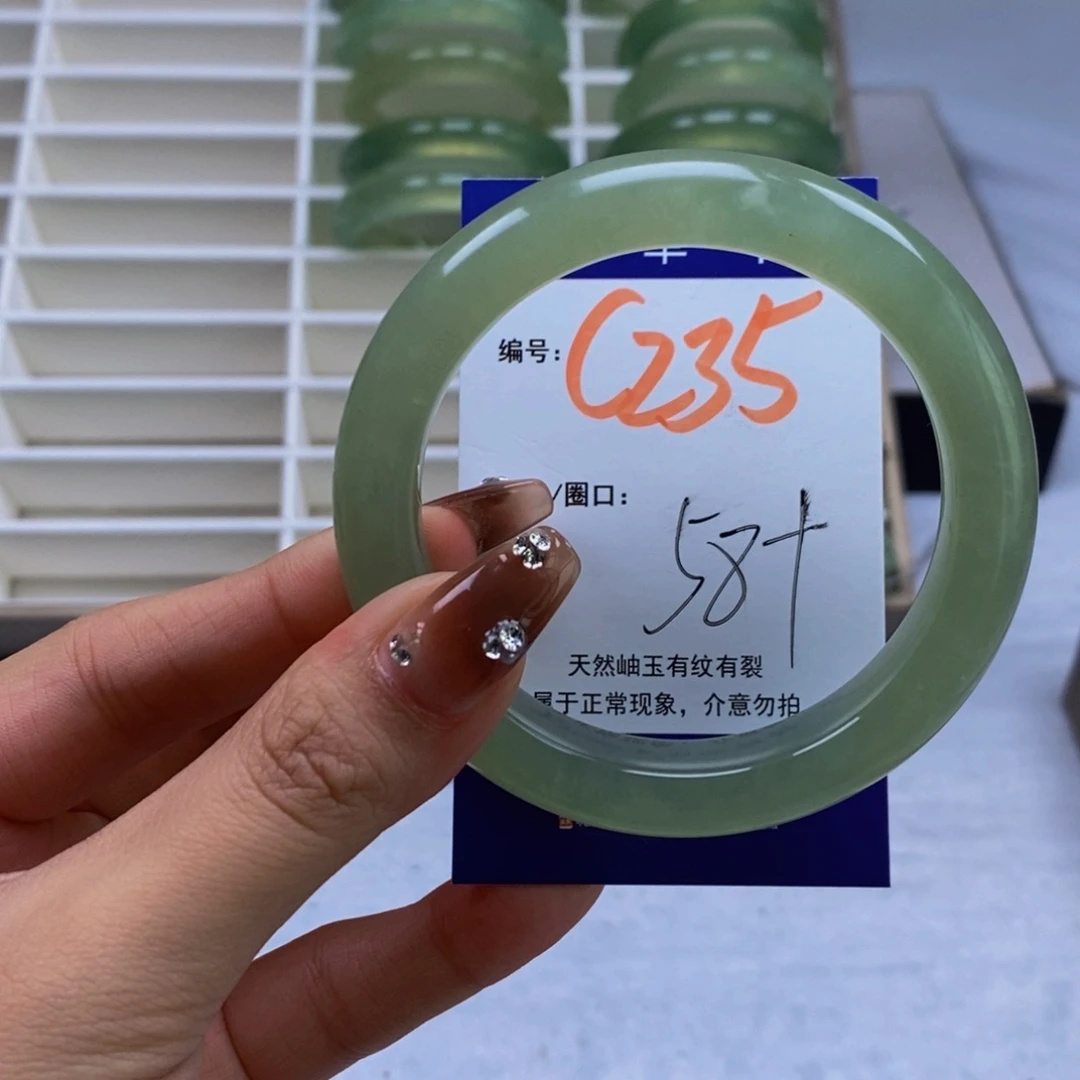 编号: C235
/圈口: 58+
天然岫玉有纹有裂
属于正常现象，介意勿拍